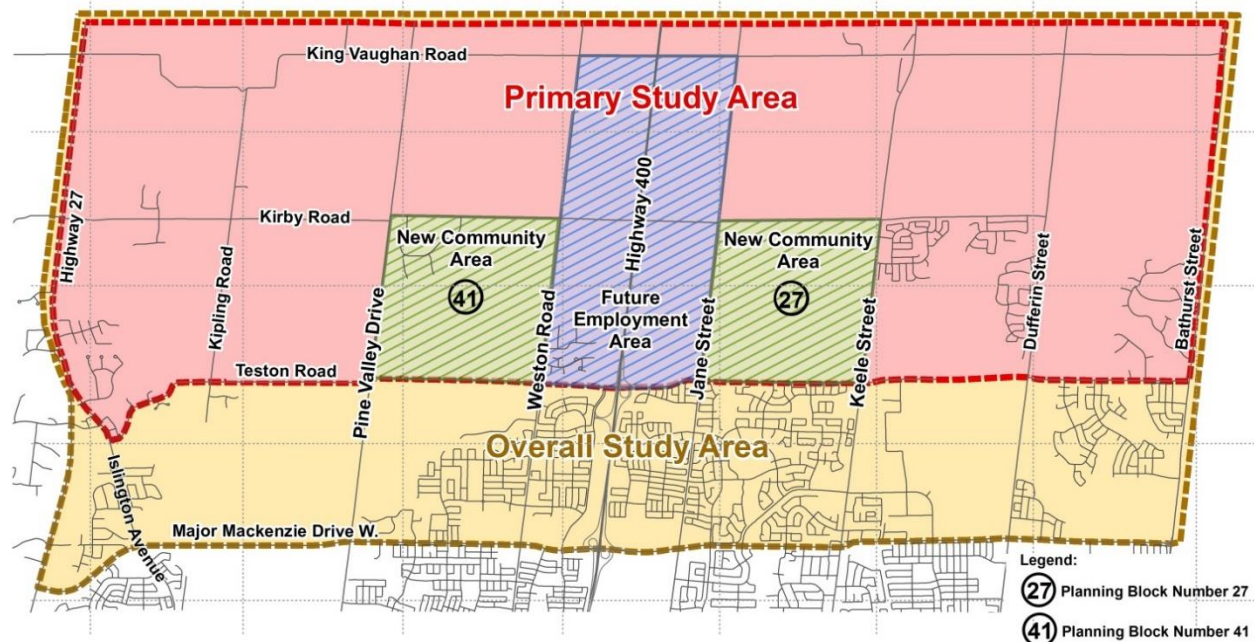 King Vaughan Road
Primary Study Area
Highway 27
Kipling Road
Kirby Road
New Community
Area
41
Pine Valley Drive
Weston Road
Highway 400
Future
Employment
Area
Jane Street
New Community
Area
27
Keele Street
Dufferin Street
Bathurst Street
Teston Road
Overall Study Area
Islington Avenue
Major Mackenzie Drive W.
Legend:
27 Planning Block Number 27
41 Planning Block Number 41